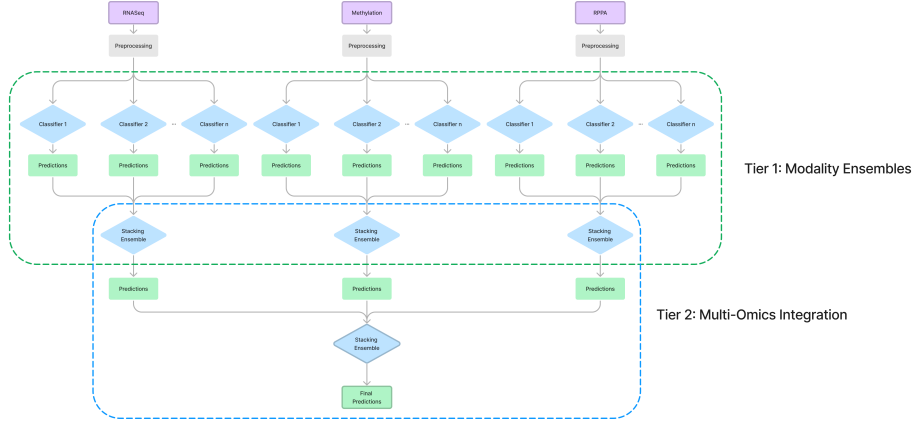 RNASeq
Methylation
RPPA
Preprocessing
Preprocessing
Preprocessing
Classifier 1
Classifier 2
...
Classifier n
Classifier 1
Classifier 2
...
Classifier n
Classifier 1
Classifier 2
...
Classifier n
Predictions
Predictions
Predictions
Predictions
Predictions
Predictions
Predictions
Predictions
Predictions
Tier 1: Modality Ensembles
Stacking
Ensemble
Stacking
Ensemble
Stacking
Ensemble
Predictions
Predictions
Predictions
Tier 2: Multi-Omics Integration
Stacking
Ensemble
Final
Predictions